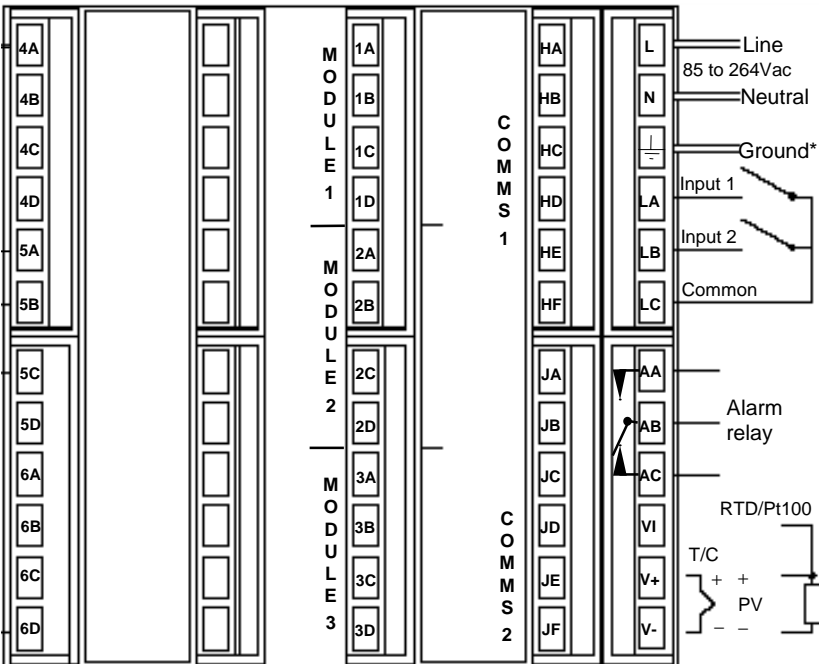 4A
4B
4C
4D
5A
5B
5C
5D
6A
6B
6C
6D
MODULE 1
MODULE 2
MODULE 3
1A
1B
1C
1D
2A
2B
2C
2D
3A
3B
3C
3D
COMMS 1
COMMS 2
HA
HB
HC
HD
HE
HF
JA
JB
JC
JD
JE
JF
L
N
LA
LB
LC
AA
AB
AC
VI
V+
V-
Line
85 to 264Vac
Neutral
Ground*
Input 1
Input 2
Common
Alarm
relay
RTD/Pt100
T/C
+ +
PV
– –